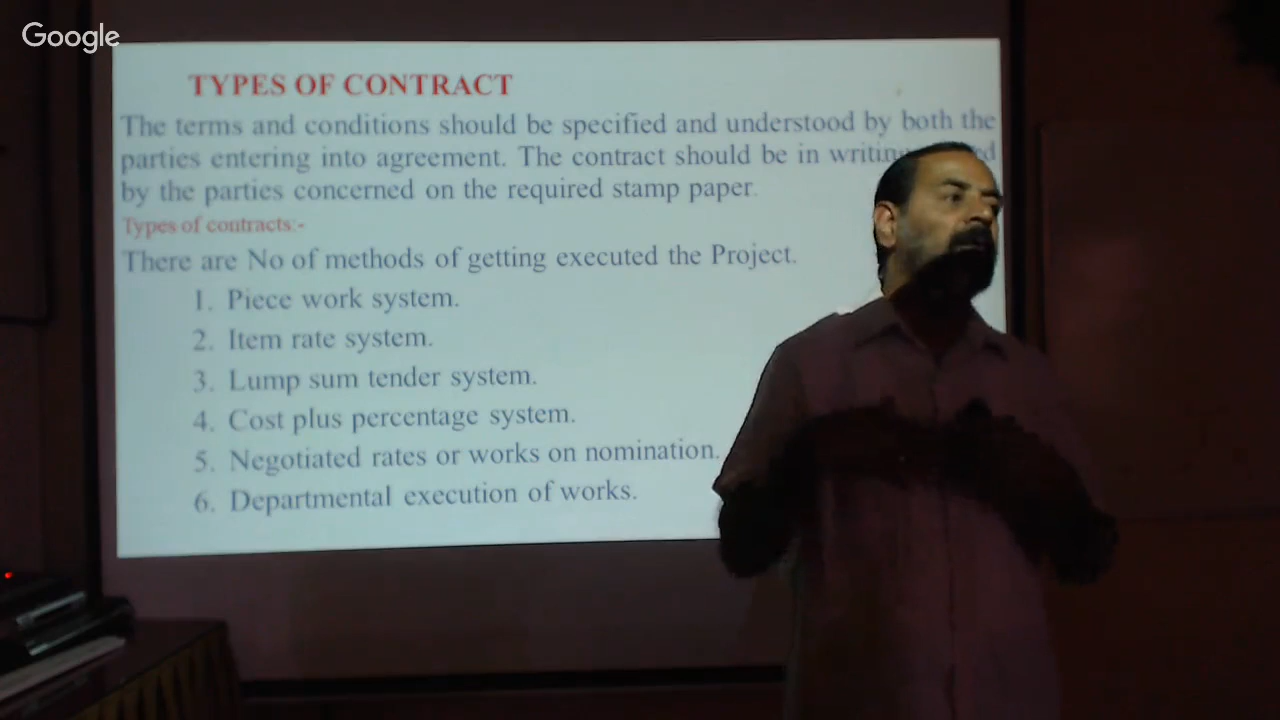 Google
TYPES OF CONTRACT
The terms and conditions should be specified and understood by both the
parties entering into agreement. The contract should be in
by the parties concerned on the required stamp paper.
Types of contracts:-
There are No of methods of getting executed the Project.
1. Piece work system.
2. Item rate system.
3. Lump sum tender system.
4. Cost plus percentage system.
5. Negotiated rates or works on nomination.
6. Departmental execution of works.